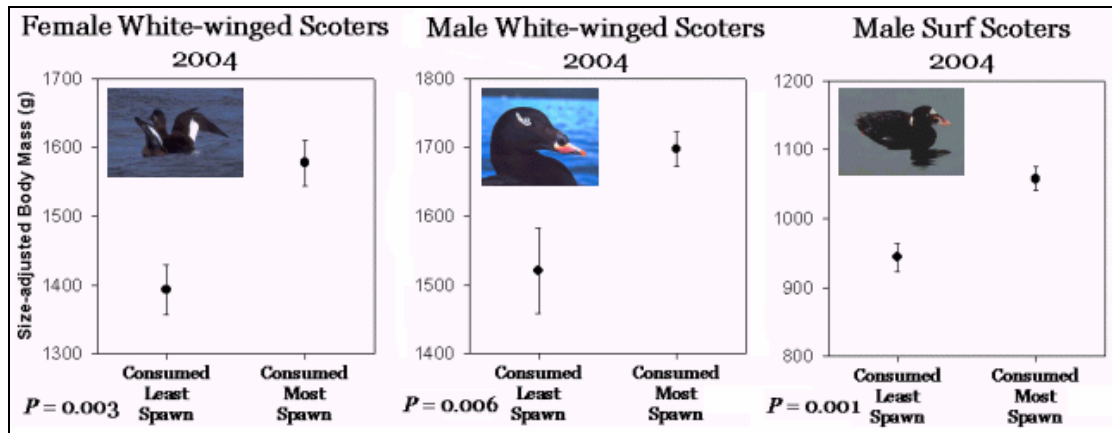 Female White-winged Scoters
2004
Size-adjusted Body Mass (g)
1700
1600
1500
1400
1300
Consumed
Least
Spawn
Consumed
Most
Spawn
P = 0.003
Male White-winged Scoters
2004
1800
1700
1600
1500
1400
Consumed
Least
Spawn
Consumed
Most
Spawn
P = 0.006
Male Surf Scoters
2004
1200
1100
1000
900
800
Consumed
Least
Spawn
Consumed
Most
Spawn
P = 0.001